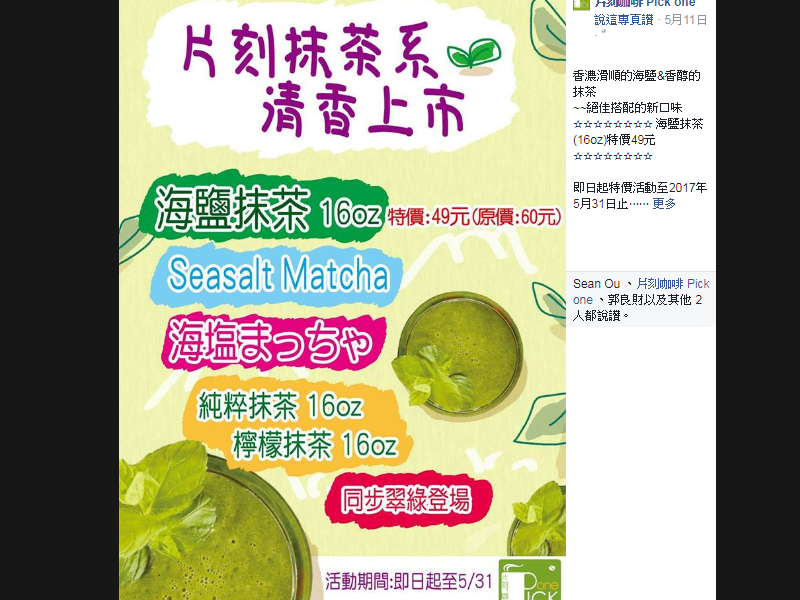 片刻抹茶系
清香上市
海鹽抹茶 16oz 特價:49元(原價:60元)
Seasalt Matcha
海塩まっちゃ
純粹抹茶 16oz
檸檬抹茶 16oz
同步翠綠登場
活動期間:即日起至5/31
片刻咖啡 Pick one
說這專頁讚 · 5月11日
香濃滑順的海鹽&香醇的
抹茶
~~絕佳搭配的新口味
☆☆☆☆☆☆☆☆ 海鹽抹茶
(16oz)特價49元
☆☆☆☆☆☆☆☆
即日起特價活動至2017年
5月31日止…… 更多
Sean Ou 、片刻咖啡 Pick
one 、郭良財以及其他 2
人都說讚。